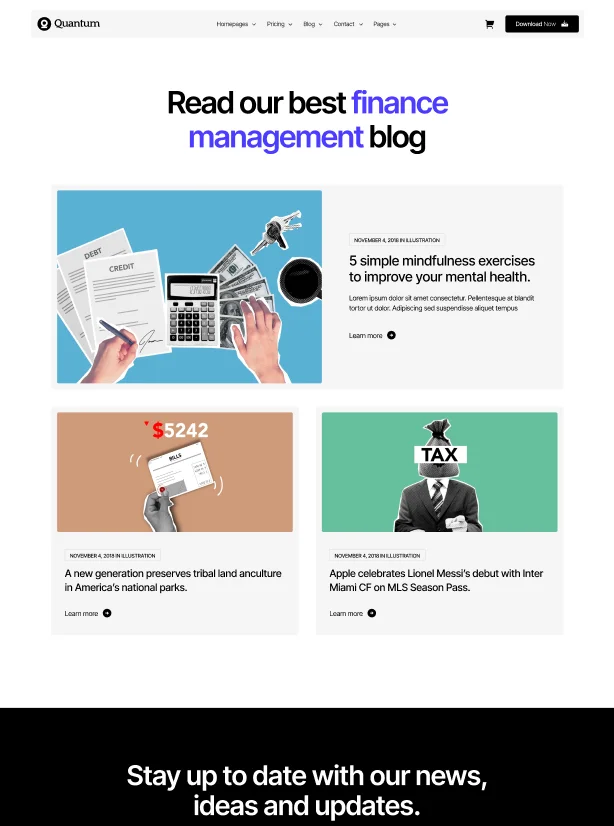 Quantum
Homepages
Pricing
Blog
Contact
Pages
Download Now
Read our best finance
management blog
DEBT
CREDIT
NOVEMBER 4, 2018 IN ILLUSTRATION
5 simple mindfulness exercises
to improve your mental health.
Lorem ipsum dolor sit amet consectetur. Pellentesque at blandit
tortor ut dolor. Adipiscing sed suspendisse aliquet tempus
Learn more
$5242
BILLS
NOVEMBER 4, 2018 IN ILLUSTRATION
A new generation preserves tribal land anculture
in America's national parks.
Learn more
TAX
NOVEMBER 4, 2018 IN ILLUSTRATION
Apple celebrates Lionel Messi's debut with Inter
Miami CF on MLS Season Pass.
Learn more
Stay up to date with our news,
ideas and updates.